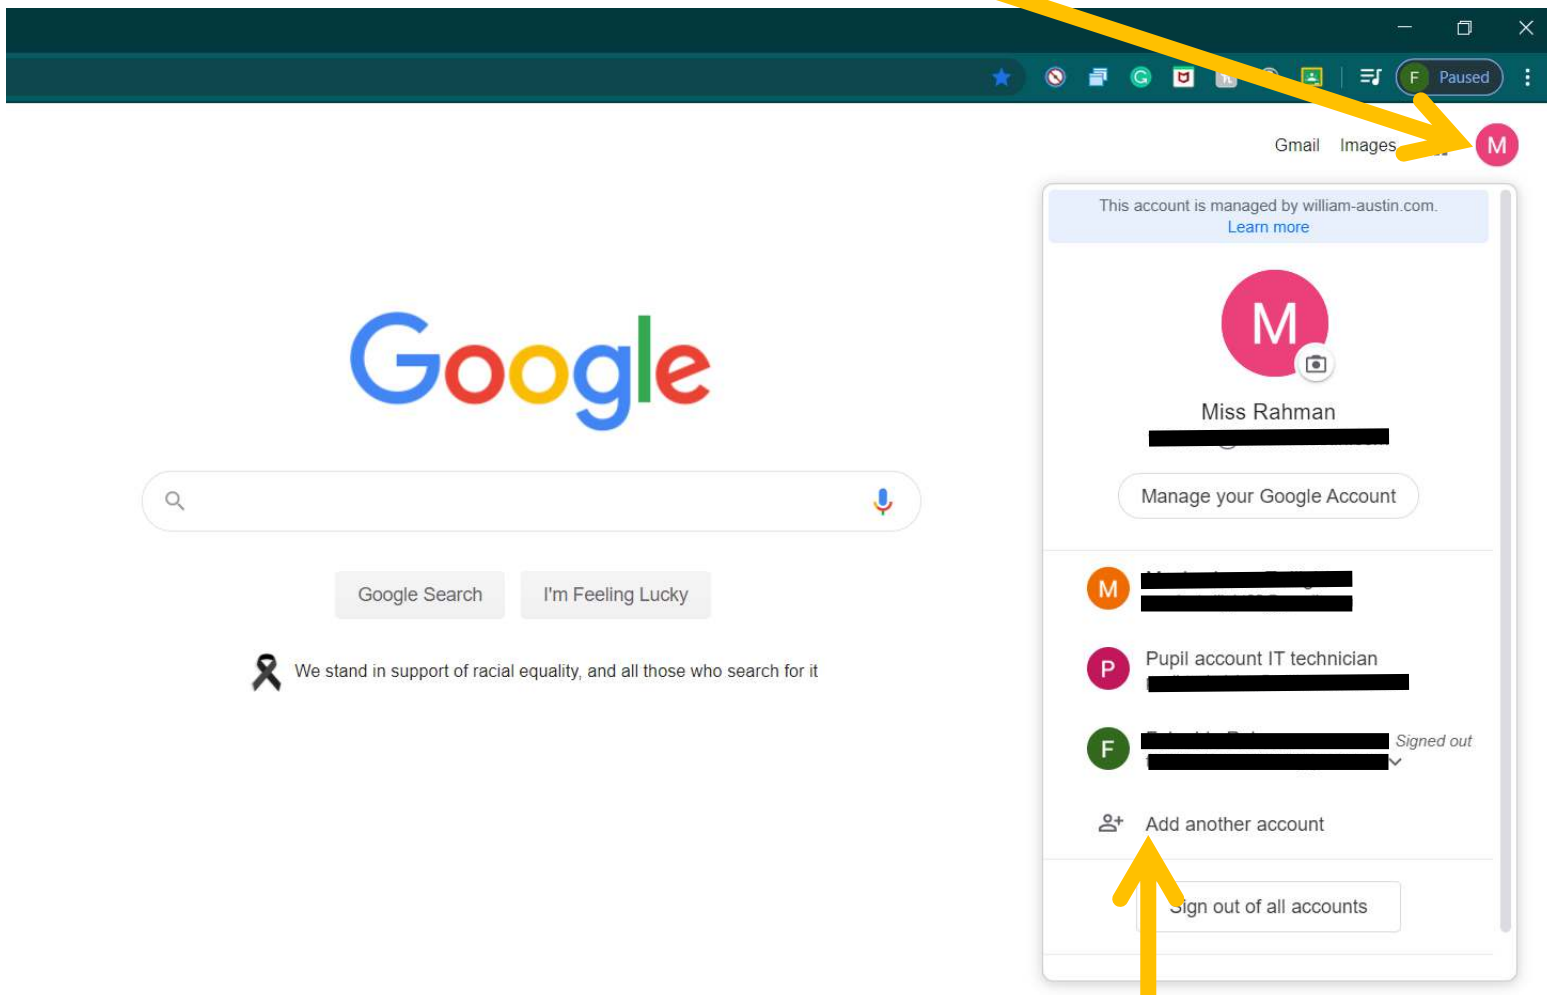 F Paused
Gmail Images
M
This account is managed by william-austin.com.
Learn more
M
Miss Rahman
Google
Manage your Google Account
M
Google Search I'm Feeling Lucky
P Pupil account IT technician
We stand in support of racial equality, and all those who search for it
F Signed out
Add another account
Sign out of all accounts